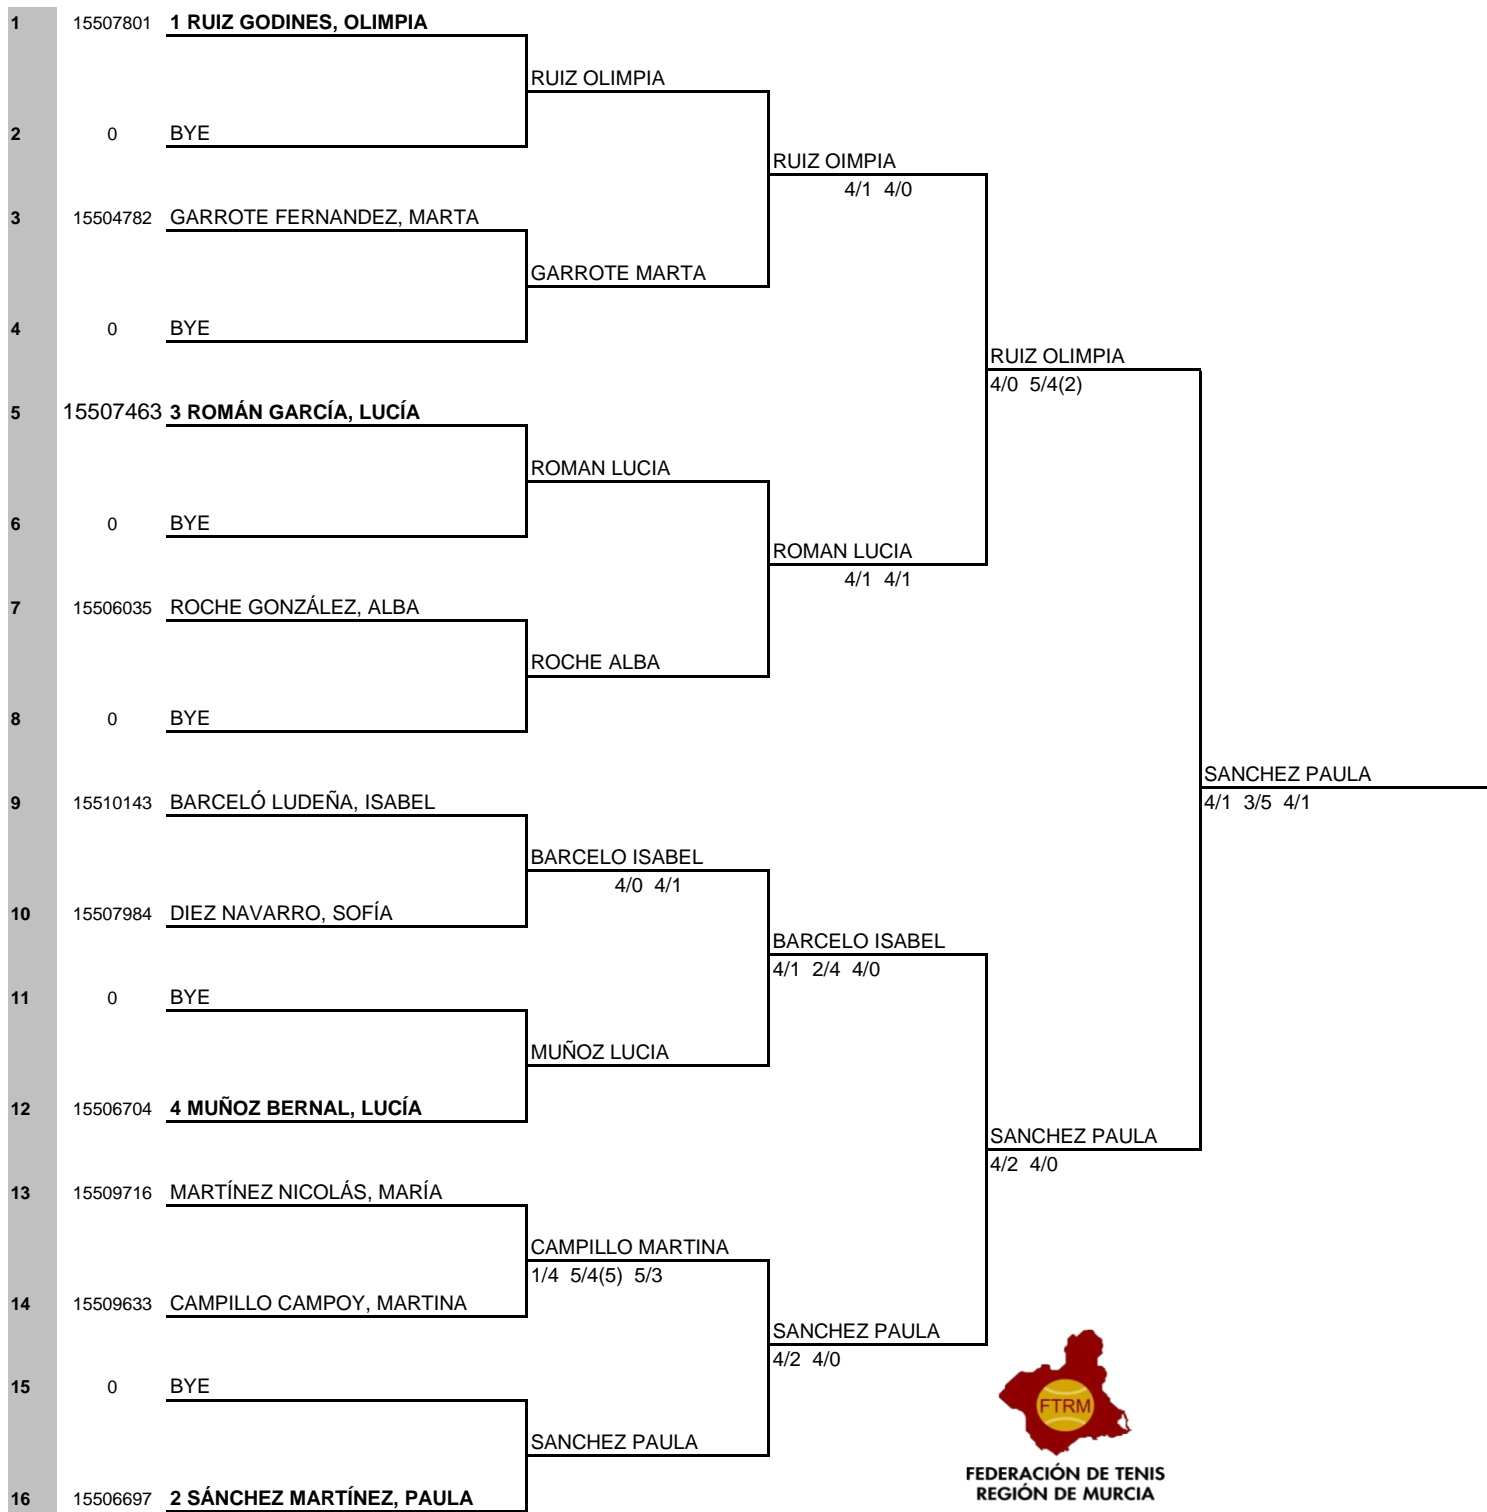 1 15507801 1 RUIZ GODINES, OLIMPIA
RUIZ OLIMPIA
2 0 BYE
RUIZ OIMPIA
4/1 4/0
3 15504782 GARROTE FERNANDEZ, MARTA
GARROTE MARTA
4 0 BYE
RUIZ OLIMPIA
4/0 5/4(2)
5 15507463 3 ROMÁN GARCÍA, LUCÍA
ROMAN LUCIA
6 0 BYE
ROMAN LUCIA
4/1 4/1
7 15506035 ROCHE GONZÁLEZ, ALBA
ROCHE ALBA
8 0 BYE
SANCHEZ PAULA
4/1 3/5 4/1
9 15510143 BARCELÓ LUDEÑA, ISABEL
BARCELO ISABEL
4/0 4/1
10 15507984 DIEZ NAVARRO, SOFÍA
BARCELO ISABEL
4/1 2/4 4/0
11 0 BYE
MUÑOZ LUCIA
12 15506704 4 MUÑOZ BERNAL, LUCÍA
SANCHEZ PAULA
4/2 4/0
13 15509716 MARTÍNEZ NICOLÁS, MARÍA
CAMPILLO MARTINA
1/4 5/4(5) 5/3
14 15509633 CAMPILLO CAMPOY, MARTINA
SANCHEZ PAULA
4/2 4/0
15 0 BYE
SANCHEZ PAULA
16 15506697 2 SÁNCHEZ MARTÍNEZ, PAULA
FTRM
FEDERACIÓN DE TENIS
REGIÓN DE MURCIA